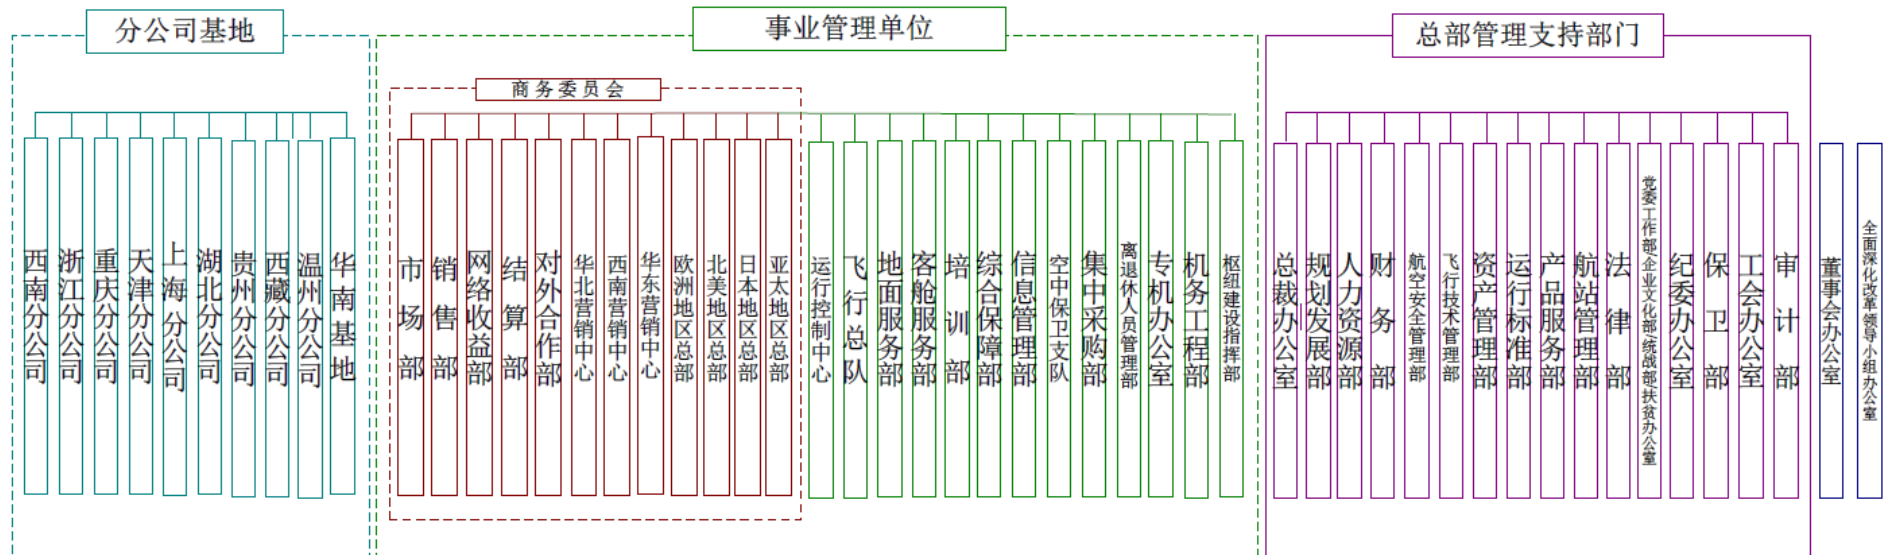 分公司基地
西南分公司
浙江分公司
重庆分公司
天津分公司
上海分公司
湖北分公司
贵州分公司
西藏分公司
温州分公司
华南基地
事业管理单位
商务委员会
市场部
销售部
网络收益部
结算部
对外合作部
华北营销中心
西南营销中心
华东营销中心
欧洲地区总部
北美地区总部
日本地区总部
亚太地区总部
运行控制中心
飞行总队
地面服务部
客舱服务部
培训部
综合保障部
信息管理部
空中保卫支队
集中采购部
离退休人员管理部
专机办公室
机务工程部
枢纽建设指挥部
总部管理支持部门
总裁办公室
规划发展部
人力资源部
财务部
航空安全管理部
飞行技术管理部
资产管理部
运行标准部
产品服务部
航站管理部
法律部
党委工作部/企业文化部/统战部/扶贫办公室
纪委办公室
保卫部
工会办公室
审计部
董事会办公室
全面深化改革领导小组办公室